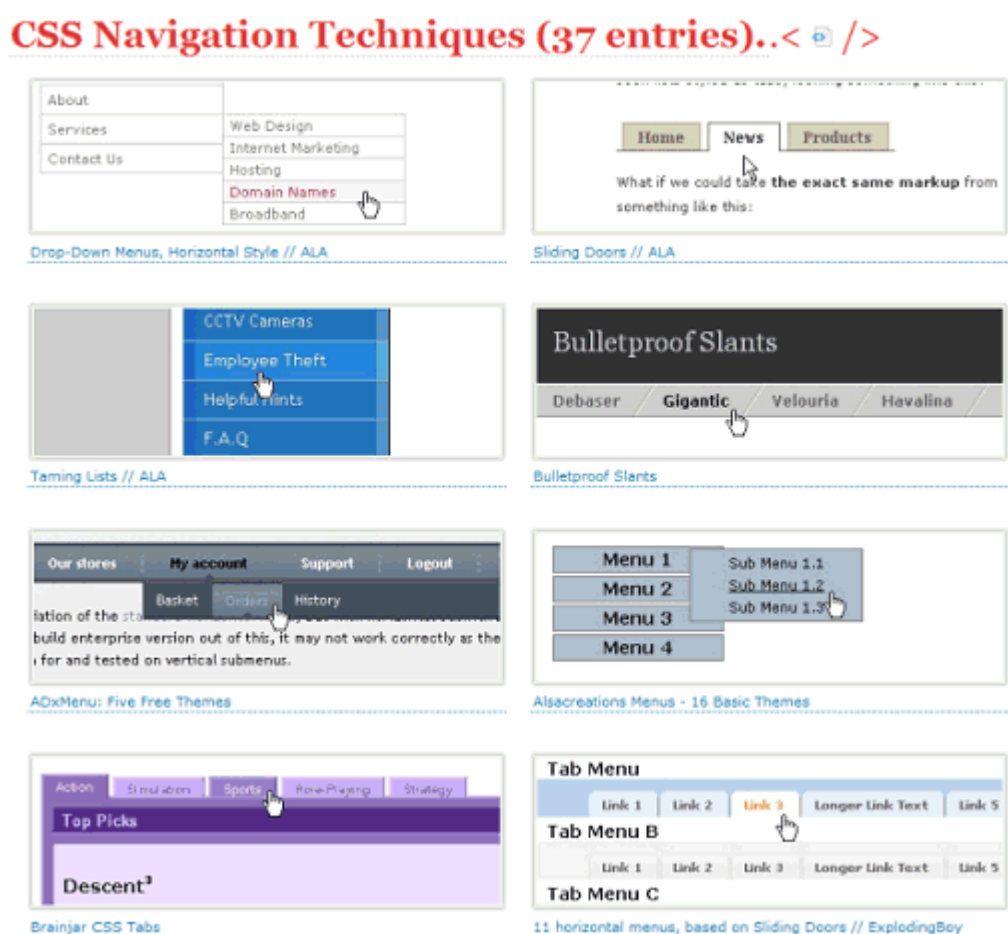 CSS Navigation Techniques (37 entries)..< />
About
Services
Contact Us
Web Design
Internet Marketing
Hosting
Domain Names
Broadband
Drop-Down Menus, Horizontal Style // ALA
Home News Products
What if we could take the exact same markup from
something like this:
Sliding Doors // ALA
CCTV Cameras
Employee Theft
Helpful Hints
F.A.Q
Taming Lists // ALA
Bulletproof Slants
Debaser Gigantic Velouria Havalina
Bulletproof Slants
Our stores My account Support Logout
Basket Orders History
iation of the
build enterprise version out of this, it may not work correctly as the
for and tested on vertical submenus.
ADxMenu: Five Free Themes
Menu 1
Menu 2
Menu 3
Menu 4
Sub Menu 1.1
Sub Menu 1.2
Sub Menu 1.3
Alsacreations Menus - 16 Basic Themes
Action Simulation Sports Role-Playing Strategy
Top Picks
Descent³
Brainjar CSS Tabs
Tab Menu
Link 1 Link 2 Link 3 Longer Link Text Link 5
Tab Menu B
Link 1 Link 2 Link 3 Longer Link Text Link 5
Tab Menu C
11 horizontal menus, based on Sliding Doors // ExplodingBoy